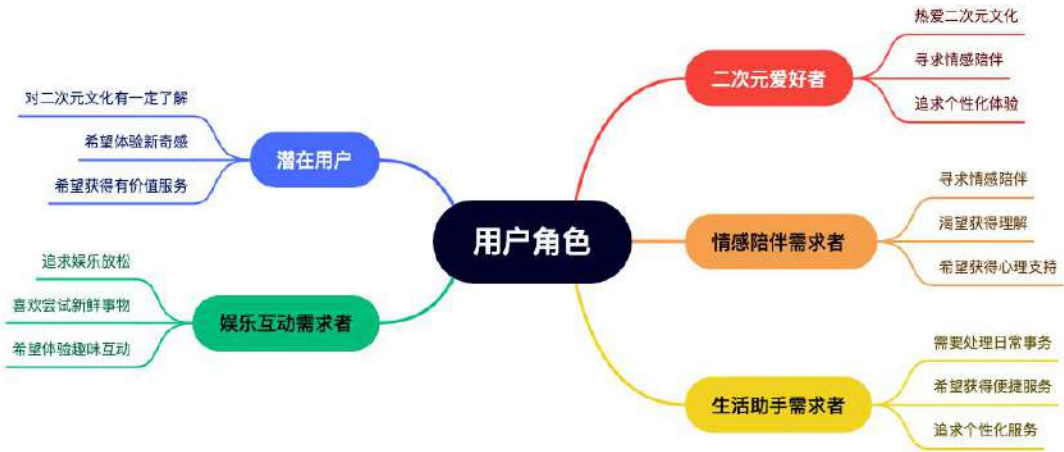 用户角色
二次元爱好者
热爱二次元文化
寻求情感陪伴
追求个性化体验
情感陪伴需求者
寻求情感陪伴
渴望获得理解
希望获得心理支持
生活助手需求者
需要处理日常事务
希望获得便捷服务
追求个性化服务
潜在用户
对二次元文化有一定了解
希望体验新奇感
希望获得有价值服务
娱乐互动需求者
追求娱乐放松
喜欢尝试新鲜事物
希望体验趣味互动